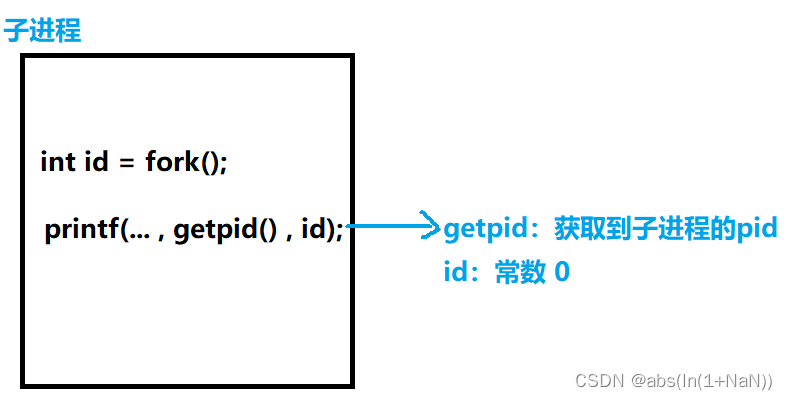 子进程
int id = fork();
printf(... , getpid() , id);
getpid：获取到子进程的pid
id：常数 0
CSDN @abs(ln(1+NaN))